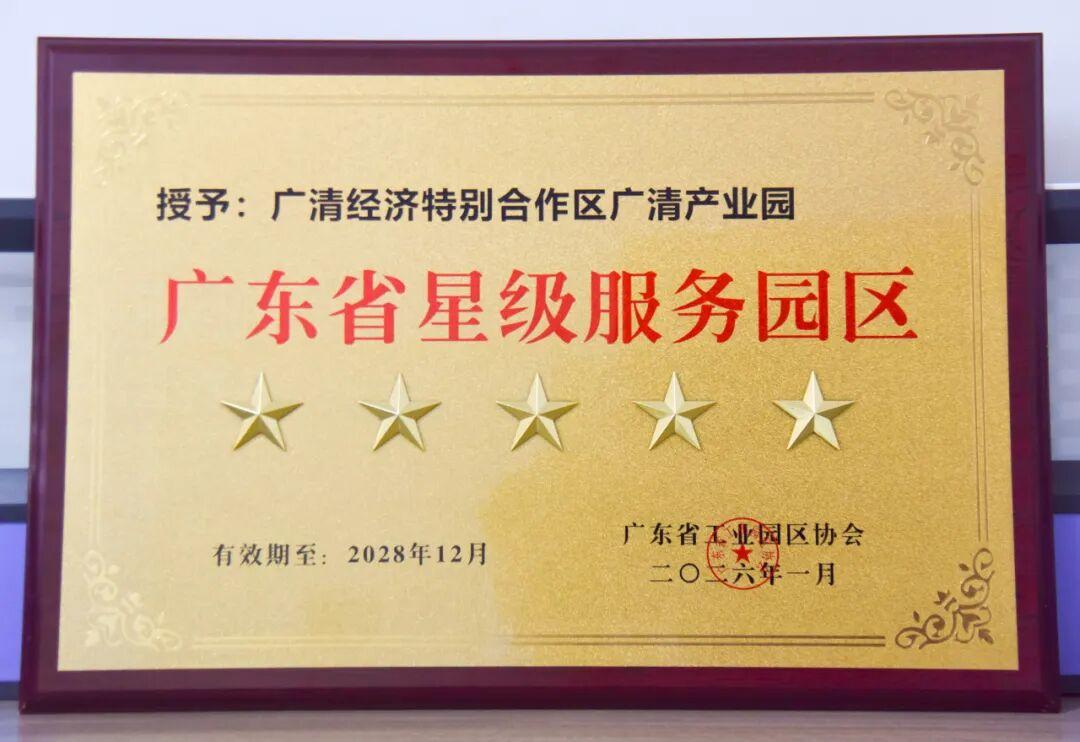 授予：广清经济特别合作区广清产业园
广东省星级服务园区
广东省工业园区协会
有效期至：2028年12月
二〇二六年一月